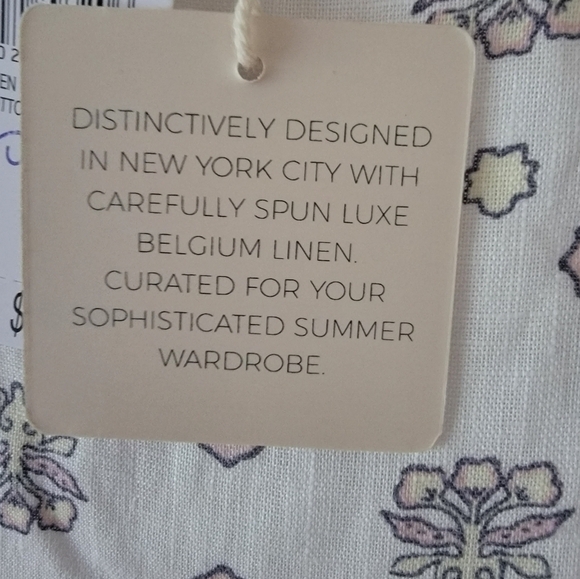 DISTINCTIVELY DESIGNED
IN NEW YORK CITY WITH
CAREFULLY SPUN LUXE
BELGIUM LINEN.
CURATED FOR YOUR
SOPHISTICATED SUMMER
WARDROBE.
$